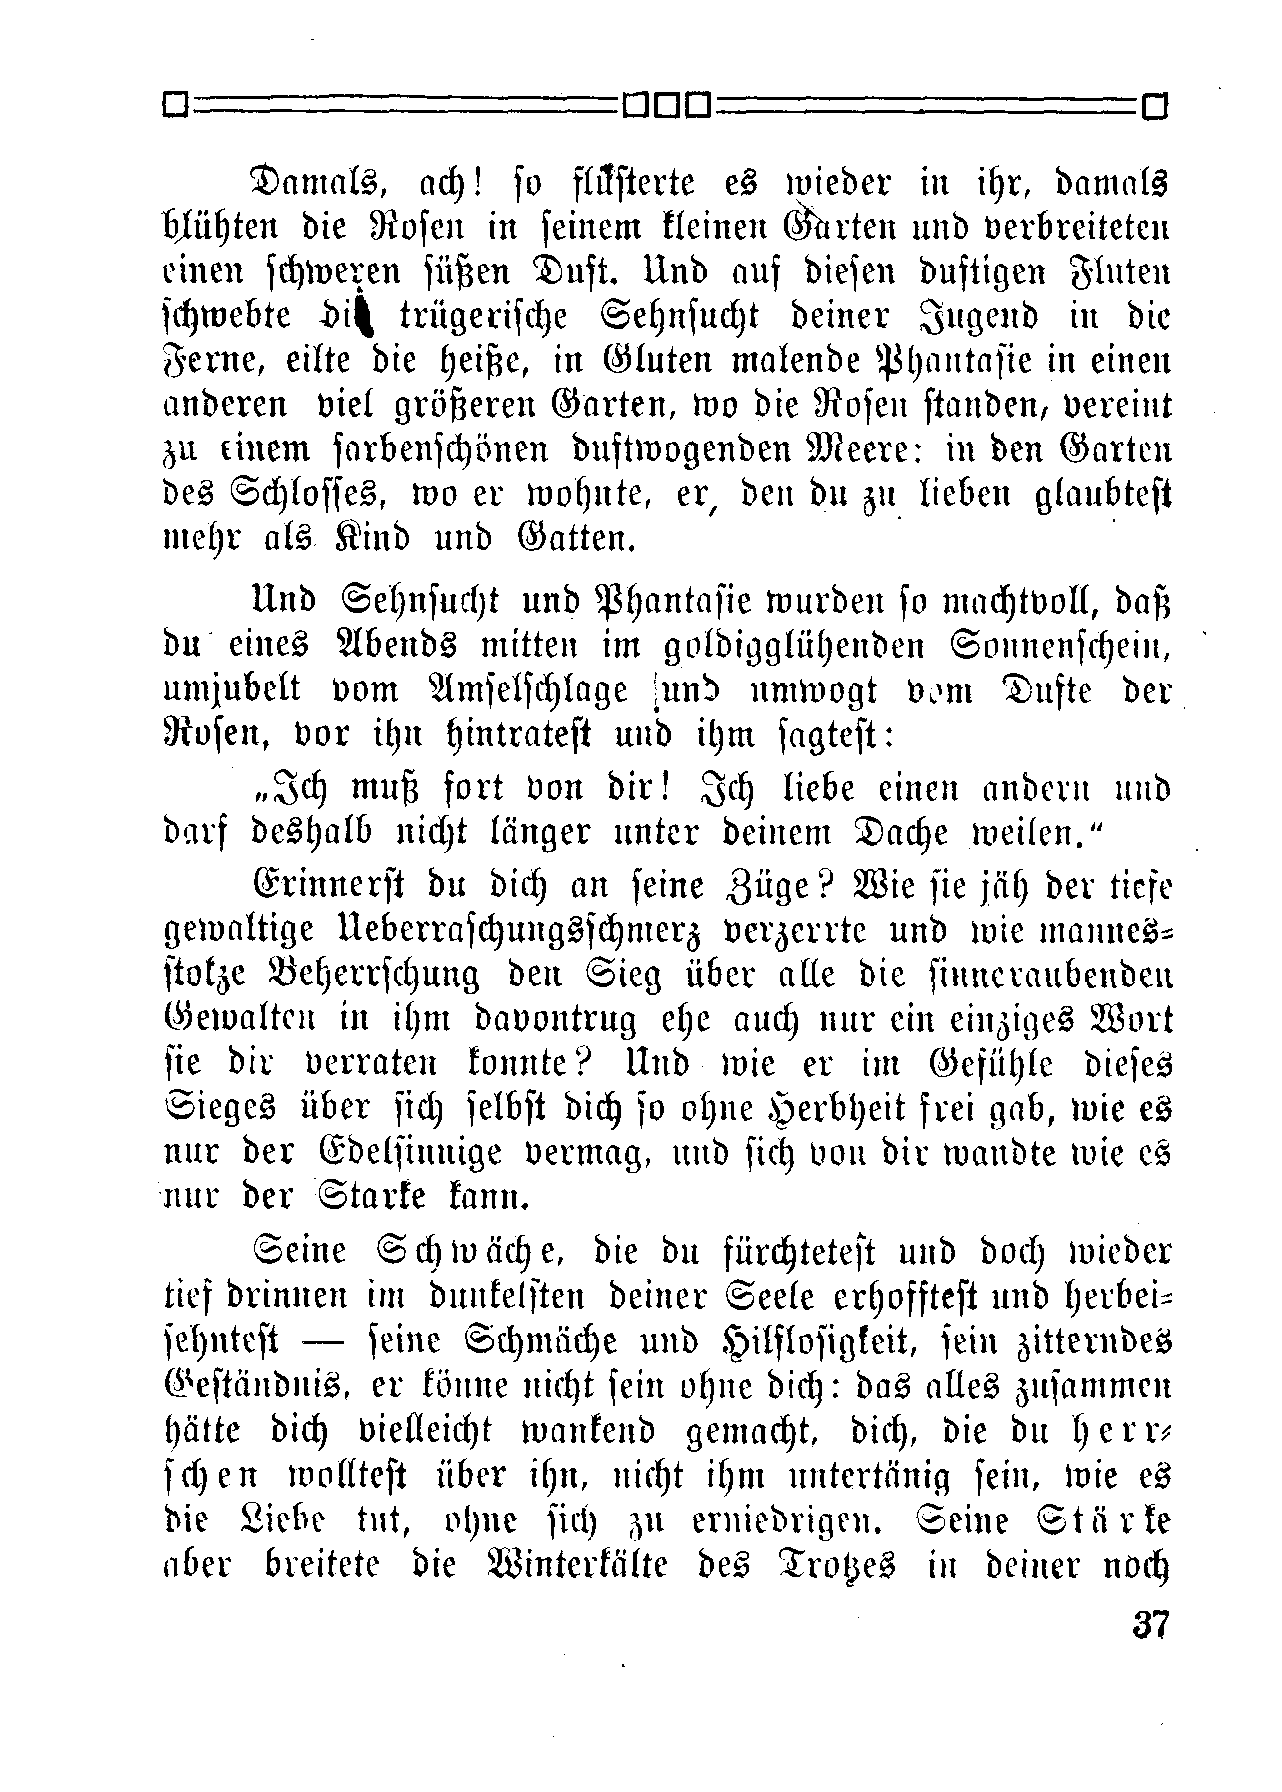 Damals, ach! so flüsterte es wieder in ihr, damals
blühten die Rosen in seinem kleinen Garten und verbreiteten
einen schweren süßen Duft. Und auf diesen duftigen Fluten
schwebte die trügerische Sehnsucht deiner Jugend in die
Ferne, eilte die heiße, in Gluten malende Phantasie in einen
anderen viel größeren Garten, wo die Rosen standen, vereint
zu einem farbenschönen duftwogenden Meere: in den Garten
des Schlosses, wo er wohnte, er, den du zu lieben glaubtest
mehr als Kind und Gatten.
Und Sehnsucht und Phantasie wurden so machtvoll, daß
du eines Abends mitten im goldigglühenden Sonnenschein,
umjubelt vom Amselschlage und umwogt vom Dufte der
Rosen, vor ihn hintratest und ihm sagtest:
„Ich muß fort von dir! Ich liebe einen andern und
darf deshalb nicht länger unter deinem Dache weilen."
Erinnerst du dich an seine Züge? Wie sie jäh der tiefe
gewaltige Ueberraschungsschmerz verzerrte und wie mannes-
stolze Beherrschung den Sieg über alle die sinneraubenden
Gewalten in ihm davontrug ehe auch nur ein einziges Wort
sie dir verraten konnte? Und wie er im Gefühle dieses
Sieges über sich selbst dich so ohne Herbheit frei gab, wie es
nur der Edelsinnige vermag, und sich von dir wandte wie es
nur der Starke kann.
Seine Schwäche, die du fürchtetest und doch wieder
tief drinnen im dunkelsten deiner Seele erhofftest und herbei-
sehntest — seine Schmäche und Hilflosigkeit, sein zitterndes
Geständnis, er könne nicht sein ohne dich: das alles zusammen
hätte dich vielleicht wankend gemacht, dich, die du herr-
schen wolltest über ihn, nicht ihm untertänig sein, wie es
die Liebe tut, ohne sich zu erniedrigen. Seine Stärke
aber breitete die Winterkälte des Trotzes in deiner noch
37